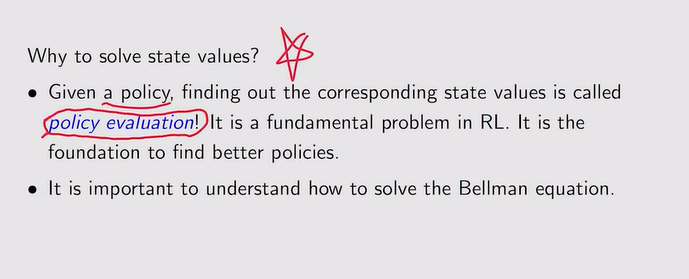 Why to solve state values?
• Given a policy, finding out the corresponding state values is called
policy evaluation! It is a fundamental problem in RL. It is the
foundation to find better policies.
• It is important to understand how to solve the Bellman equation.